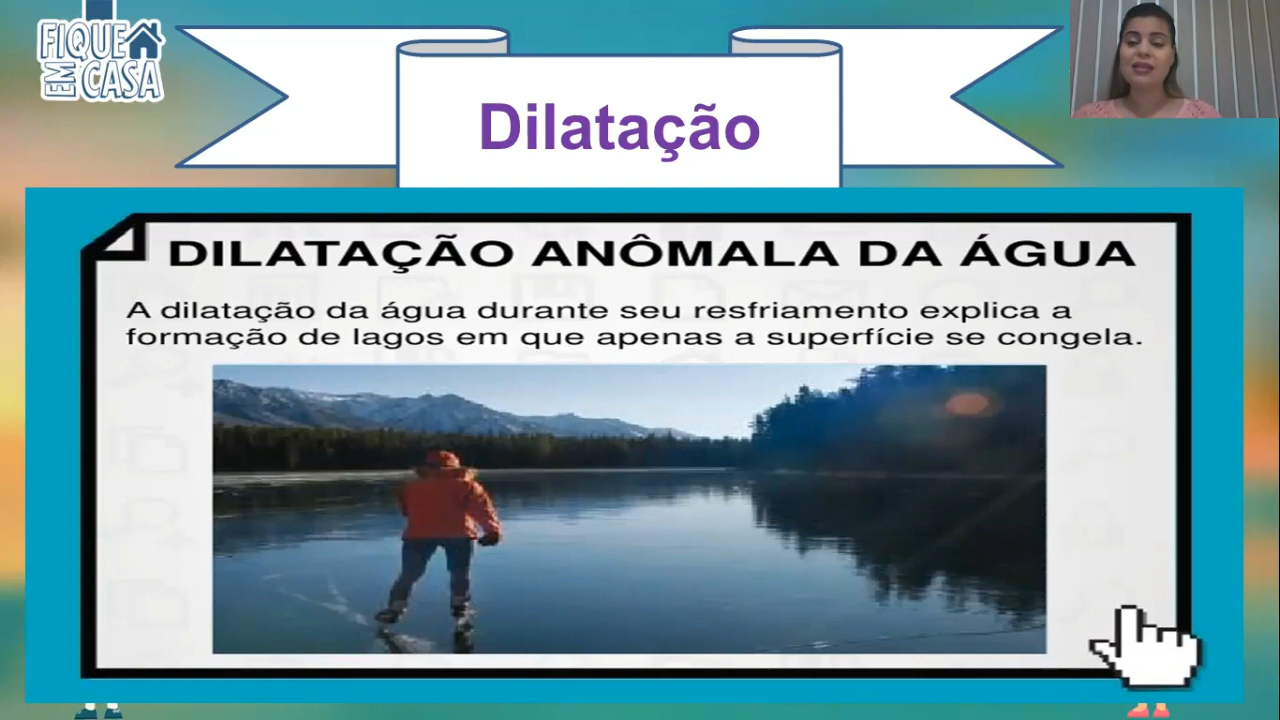 FIQUE
EM CASA
Dilatação
DILATAÇÃO ANÔMALA DA ÁGUA
A dilatação da água durante seu resfriamento explica a
formação de lagos em que apenas a superfície se congela.